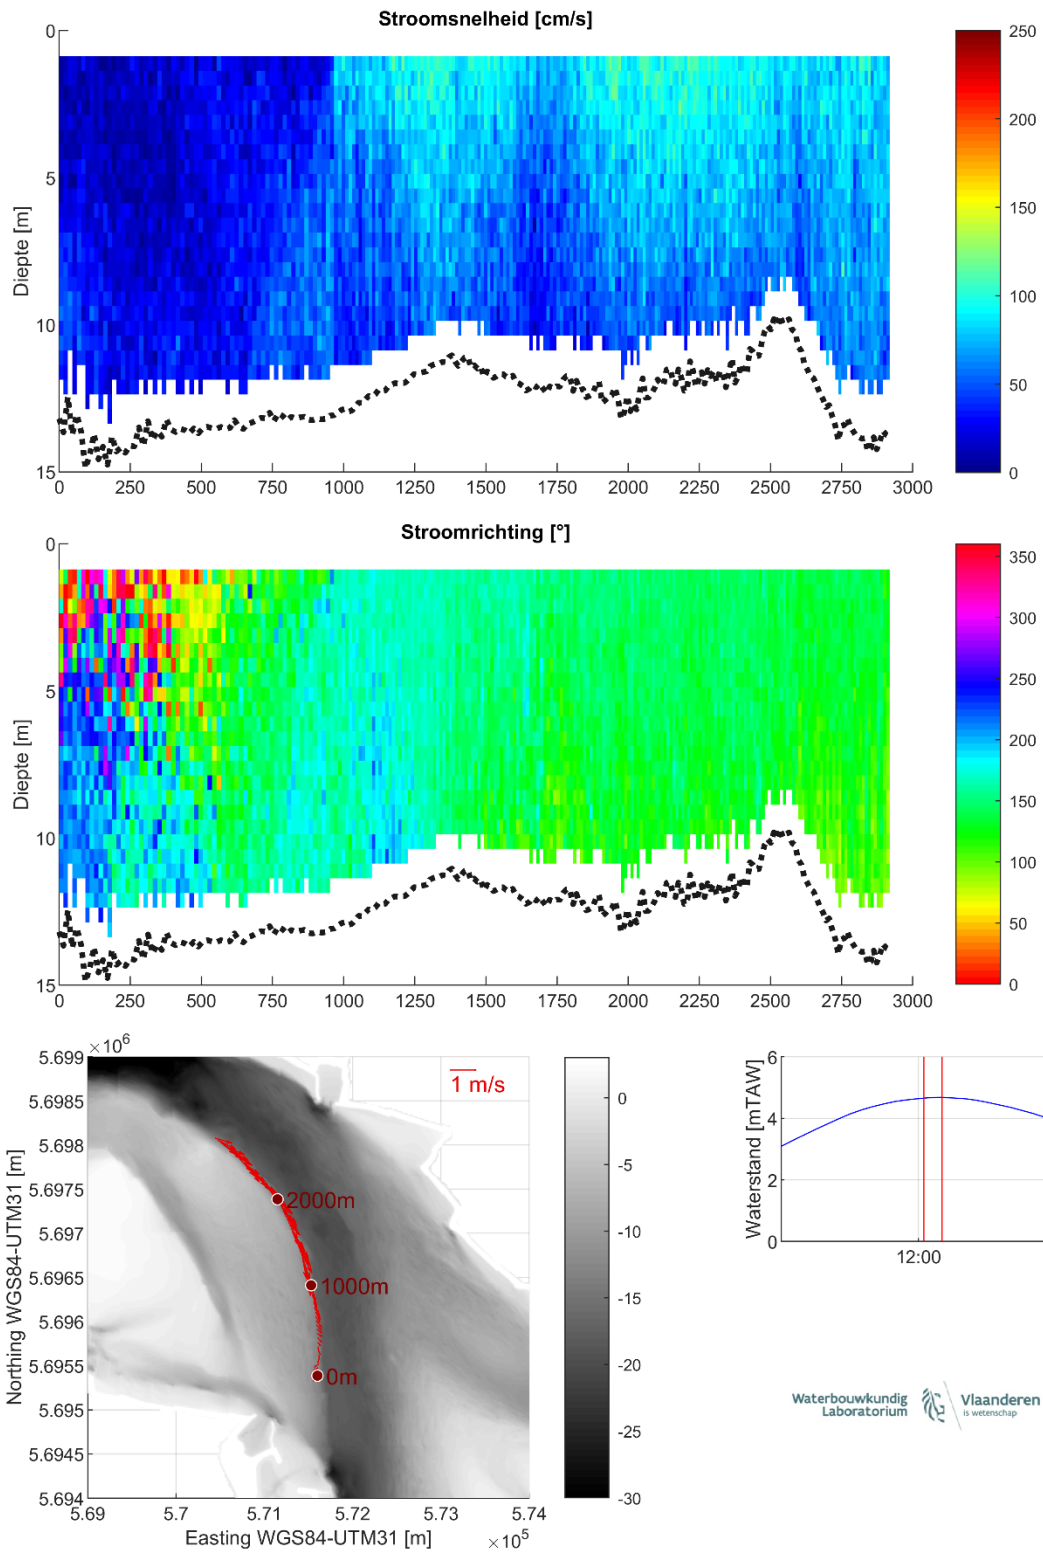 Stroomsnelheid [cm/s]
Diepte [m]
0
5
10
15
0 250 500 750 1000 1250 1500 1750 2000 2250 2500 2750 3000
250
200
150
100
50
0
Stroomrichting [°]
Diepte [m]
0
5
10
15
0 250 500 750 1000 1250 1500 1750 2000 2250 2500 2750 3000
350
300
250
200
150
100
50
0
×10⁶
5.699
5.6985
5.698
5.6975
5.697
5.6965
5.696
5.6955
5.695
5.6945
5.694
Northing WGS84-UTM31 [m]
1 m/s
2000m
1000m
0m
5.69 5.7 5.71 5.72 5.73 5.74
Easting WGS84-UTM31 [m]
×10⁵
0
-5
-10
-15
-20
-25
-30
Waterstand [mTAW]
6
4
2
0
12:00
Waterbouwkundig
Laboratorium
Vlaanderen
is wetenschap